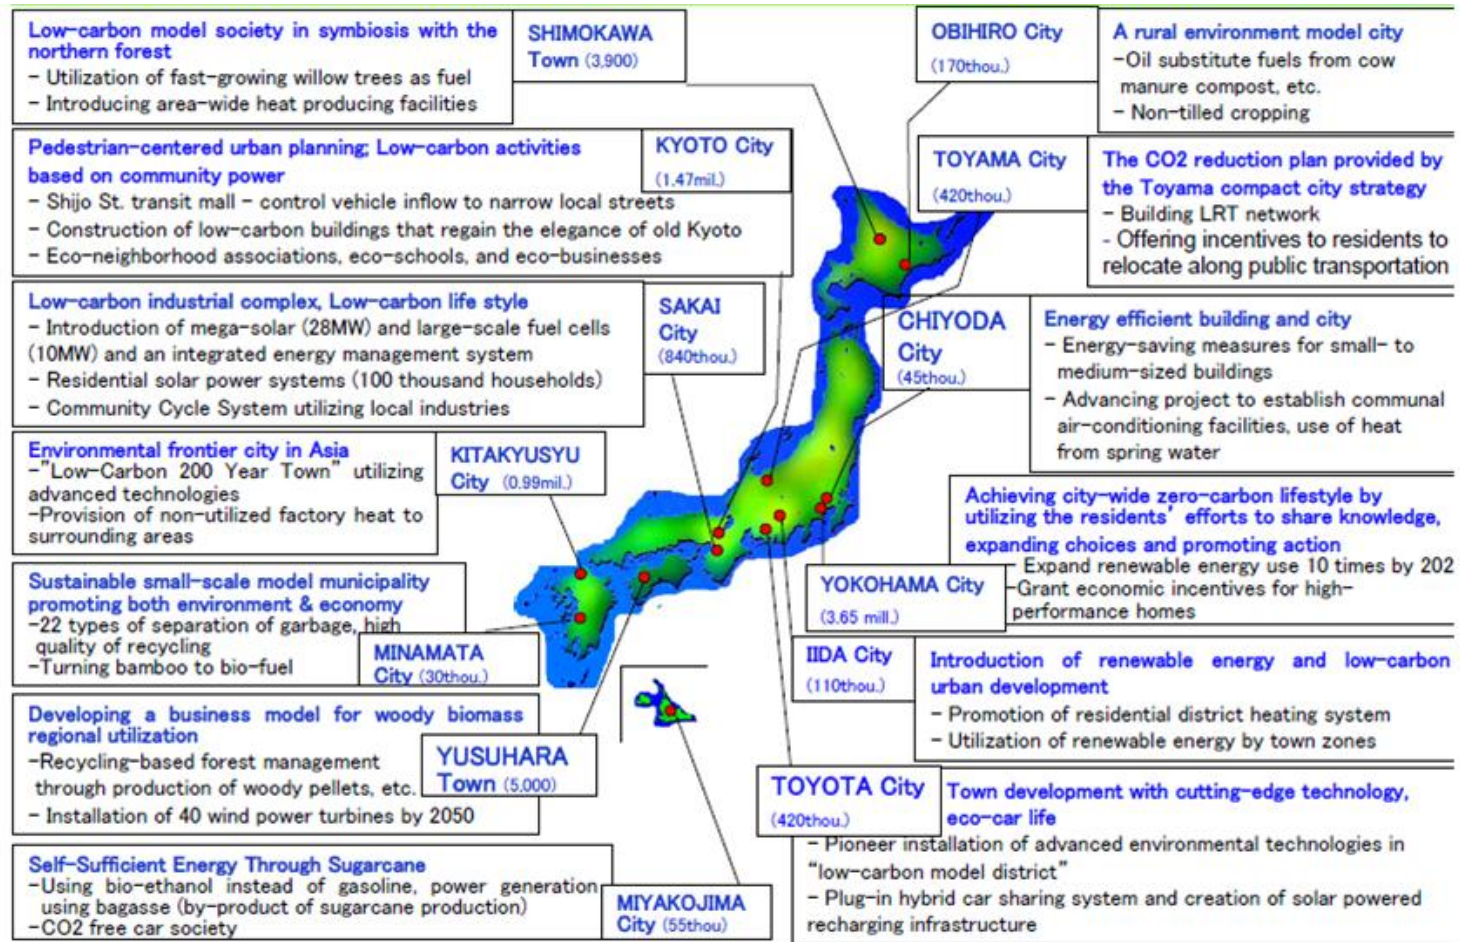 Low-carbon model society in symbiosis with the
northern forest
- Utilization of fast-growing willow trees as fuel
- Introducing area-wide heat producing facilities
SHIMOKAWA
Town (3,900)
OBIHIRO City
(170thou.)
A rural environment model city
-Oil substitute fuels from cow
manure compost, etc.
- Non-tilled cropping
Pedestrian-centered urban planning; Low-carbon activities
based on community power
- Shijo St. transit mall - control vehicle inflow to narrow local streets
- Construction of low-carbon buildings that regain the elegance of old Kyoto
- Eco-neighborhood associations, eco-schools, and eco-businesses
KYOTO City
(1.47mil.)
TOYAMA City
(420thou.)
The CO2 reduction plan provided by
the Toyama compact city strategy
- Building LRT network
- Offering incentives to residents to
relocate along public transportation
Low-carbon industrial complex, Low-carbon life style
- Introduction of mega-solar (28MW) and large-scale fuel cells
(10MW) and an integrated energy management system
- Residential solar power systems (100 thousand households)
- Community Cycle System utilizing local industries
SAKAI
City
(840thou.)
CHIYODA
City
(45thou.)
Energy efficient building and city
- Energy-saving measures for small- to
medium-sized buildings
- Advancing project to establish communal
air-conditioning facilities, use of heat
from spring water
Environmental frontier city in Asia
-"Low-Carbon 200 Year Town" utilizing
advanced technologies
-Provision of non-utilized factory heat to
surrounding areas
KITAKYUSYU
City (0.99mil.)
Achieving city-wide zero-carbon lifestyle by
utilizing the residents' efforts to share knowledge,
expanding choices and promoting action
- Expand renewable energy use 10 times by 202
-Grant economic incentives for high-
performance homes
YOKOHAMA City
(3.65 mill.)
Sustainable small-scale model municipality
promoting both environment & economy
-22 types of separation of garbage, high
quality of recycling
-Turning bamboo to bio-fuel
MINAMATA
City (30thou.)
IIDA City
(110thou.)
Introduction of renewable energy and low-carbon
urban development
- Promotion of residential district heating system
- Utilization of renewable energy by town zones
Developing a business model for woody biomass
regional utilization
-Recycling-based forest management
through production of woody pellets, etc.
- Installation of 40 wind power turbines by 2050
YUSUHARA
Town (5,000)
TOYOTA City
(420thou.)
Town development with cutting-edge technology,
eco-car life
- Pioneer installation of advanced environmental technologies in
"low-carbon model district"
- Plug-in hybrid car sharing system and creation of solar powered
recharging infrastructure
Self-Sufficient Energy Through Sugarcane
-Using bio-ethanol instead of gasoline, power generation
using bagasse (by-product of sugarcane production)
-CO2 free car society
MIYAKOJIMA
City (55thou)